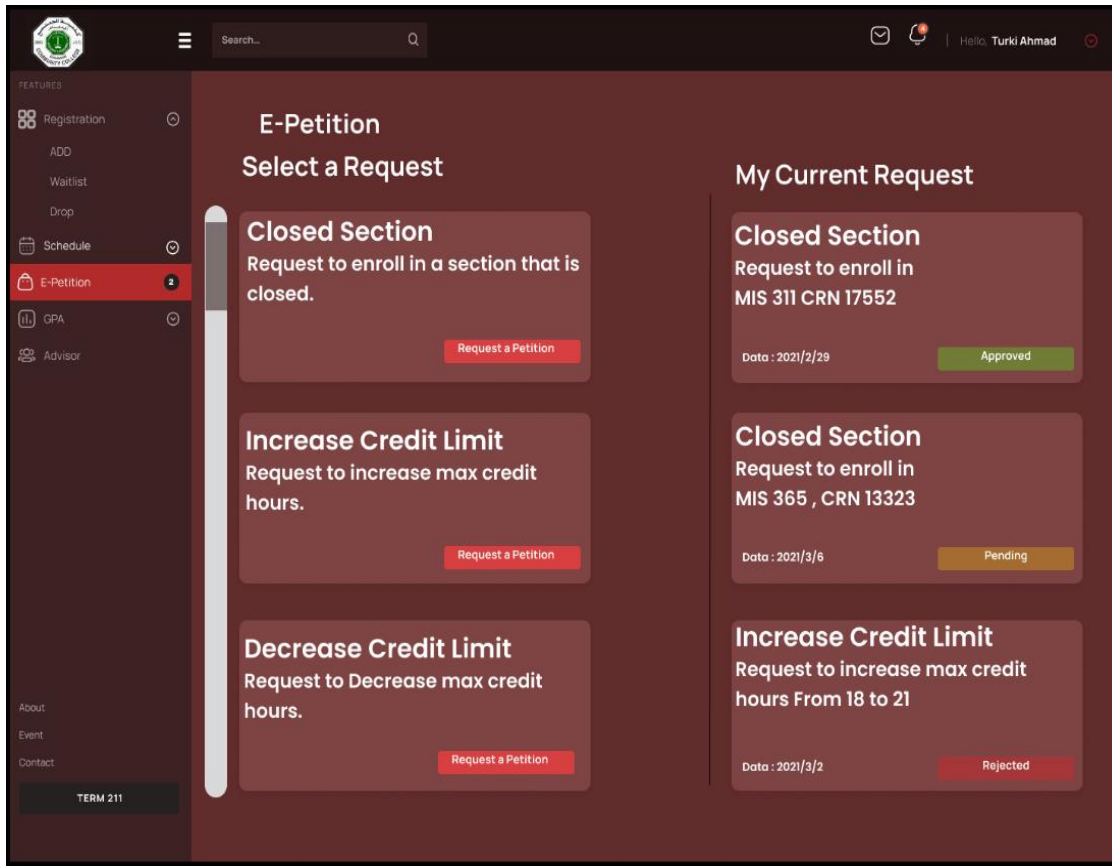 COMMUNITY COLLEGE
Search...
4
Hello, Turki Ahmad
FEATURES
Registration
ADD
Waitlist
Drop
Schedule
E-Petition 2
GPA
Advisor
About
Event
Contact
TERM 211
E-Petition
Select a Request
Closed Section
Request to enroll in a section that is
closed.
Request a Petition
Increase Credit Limit
Request to increase max credit
hours.
Request a Petition
Decrease Credit Limit
Request to Decrease max credit
hours.
Request a Petition
My Current Request
Closed Section
Request to enroll in
MIS 311 CRN 17552
Data : 2021/2/29 Approved
Closed Section
Request to enroll in
MIS 365 , CRN 13323
Data : 2021/3/6 Pending
Increase Credit Limit
Request to increase max credit
hours From 18 to 21
Data : 2021/3/2 Rejected